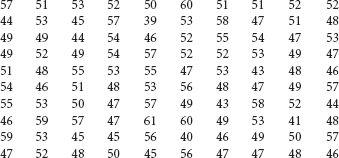 57 51 53 52 50 60 51 51 52 52
44 53 45 57 39 53 58 47 51 48
49 49 44 54 46 52 55 54 47 53
49 52 49 54 57 52 52 53 49 47
51 48 55 53 55 47 53 43 48 46
54 46 51 48 53 56 48 47 49 57
55 53 50 47 57 49 43 58 52 44
46 59 57 47 61 60 49 53 41 48
59 53 45 45 56 40 46 49 50 57
47 52 48 50 45 56 47 47 48 46